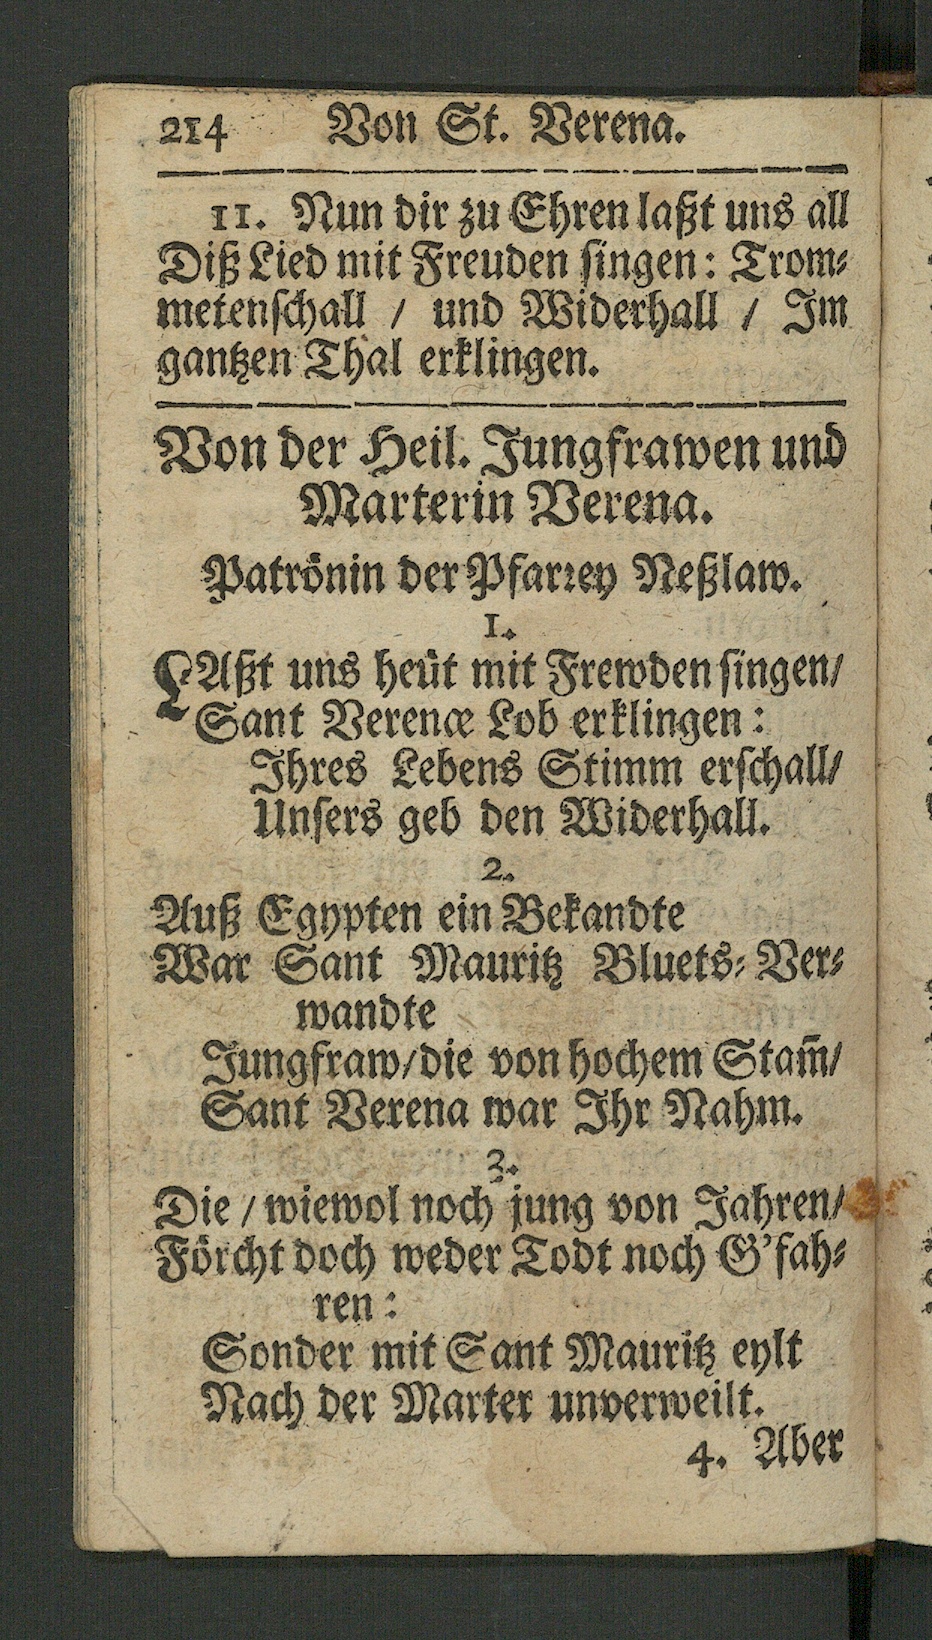 214 Von St. Verena.
11. Nun dir zu Ehren laßt uns all
Diß Lied mit Freuden singen: Trom⸗
metenschall / und Widerhall / Im
gantzen Thal erklingen.
Von der Heil. Jungfrawen und
Marterin Verena.
Patrönin der Pfarrey Neßlaw.
1.
LAßt uns heüt mit Frewden singen/
Sant Verenæ Lob erklingen:
Ihres Lebens Stimm erschall/
Unsers geb den Widerhall.
2.
Auß Egypten ein Bekandte
War Sant Mauritz Bluets⸗Ver⸗
wandte
Jungfraw/die von hochem Stam̃/
Sant Verena war Ihr Nahm.
3.
Die / wiewol noch jung von Jahren/
Förcht doch weder Todt noch G'fah⸗
ren:
Sonder mit Sant Mauritz eylt
Nach der Marter unverweilt.
4. Aber